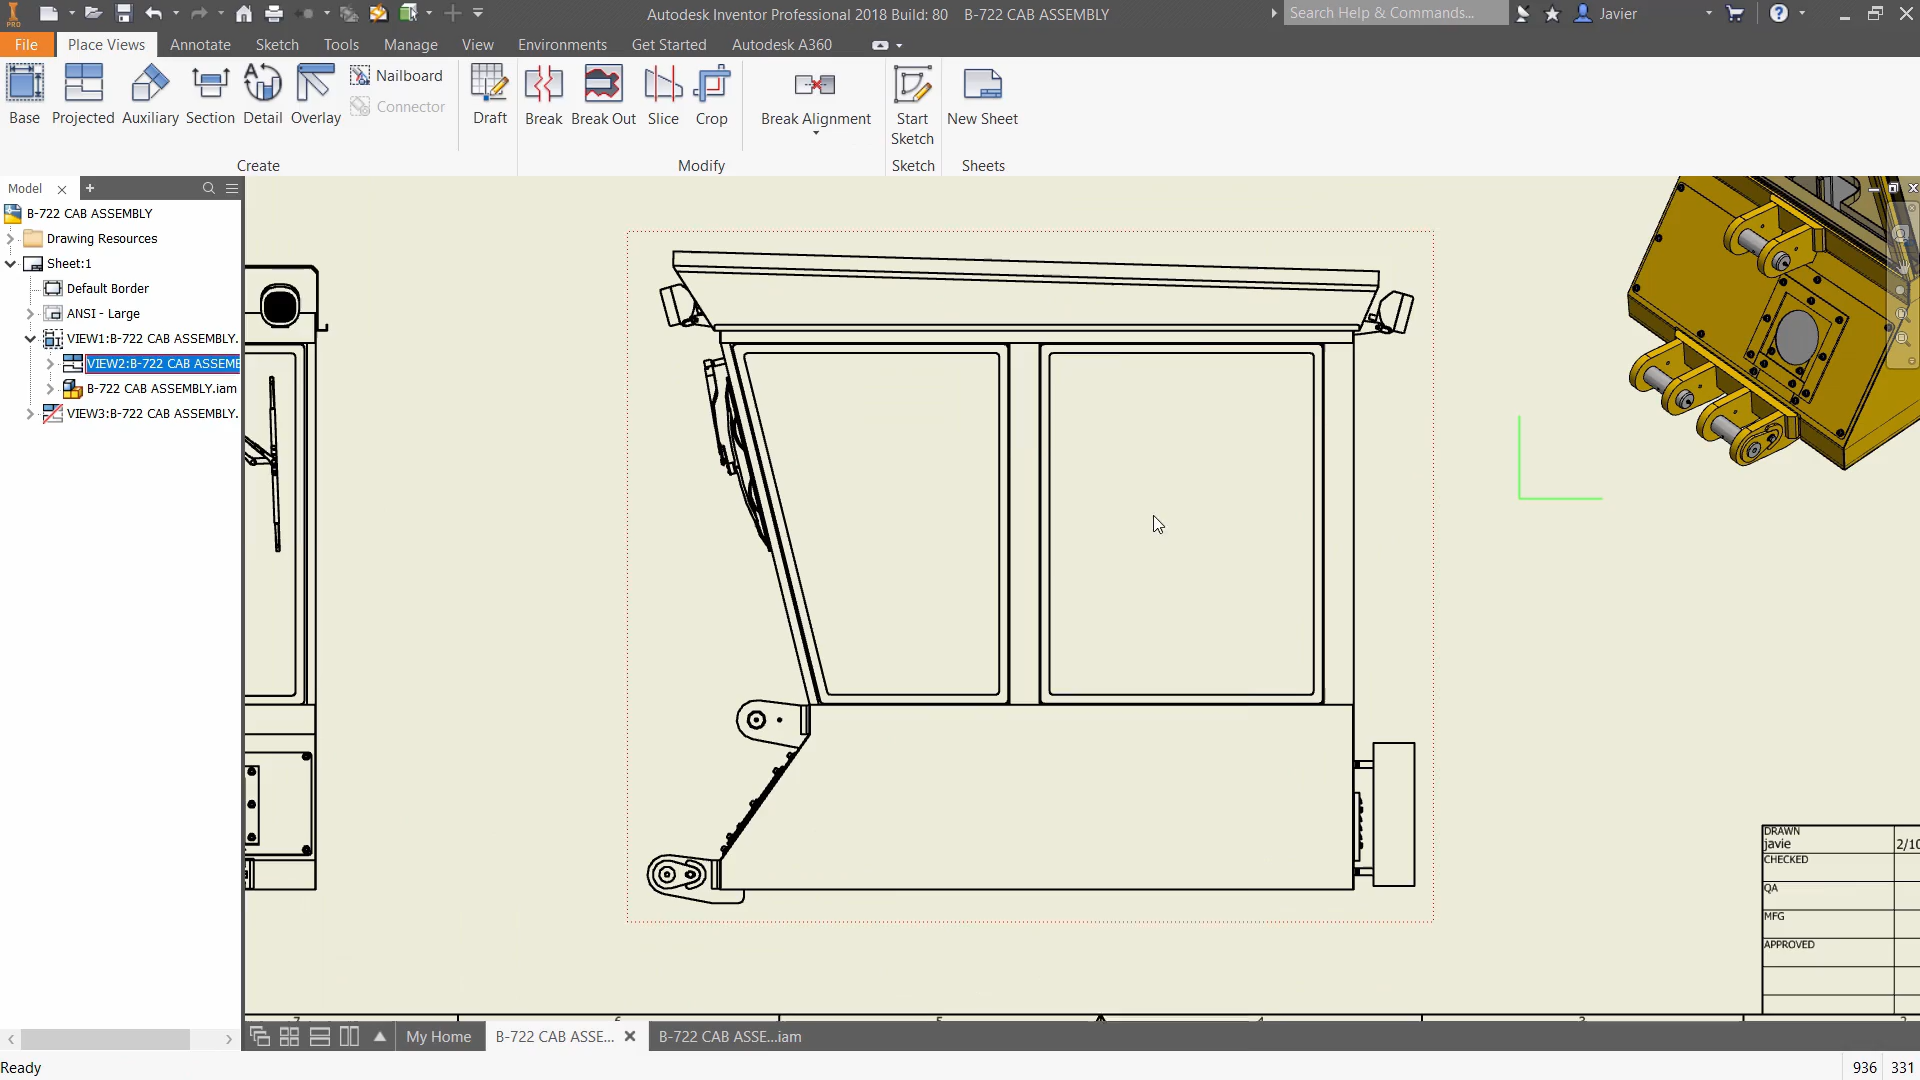 PRO
Autodesk Inventor Professional 2018 Build: 80 B-722 CAB ASSEMBLY
Search Help & Commands...
Javier
File
Place Views
Annotate
Sketch
Tools
Manage
View
Environments
Get Started
Autodesk A360
Base
Projected
Auxiliary
Section
Detail
Overlay
Nailboard
Connector
Draft
Break
Break Out
Slice
Crop
Break Alignment
Start
Sketch
New Sheet
Create
Modify
Sketch
Sheets
Model
B-722 CAB ASSEMBLY
Drawing Resources
Sheet:1
Default Border
ANSI - Large
VIEW1:B-722 CAB ASSEMBLY.
VIEW2:B-722 CAB ASSEME
B-722 CAB ASSEMBLY.iam
VIEW3:B-722 CAB ASSEMBLY.
DRAWN
javie
2/10
CHECKED
QA
MFG
APPROVED
My Home
B-722 CAB ASSE...
B-722 CAB ASSE...iam
Ready
936
331